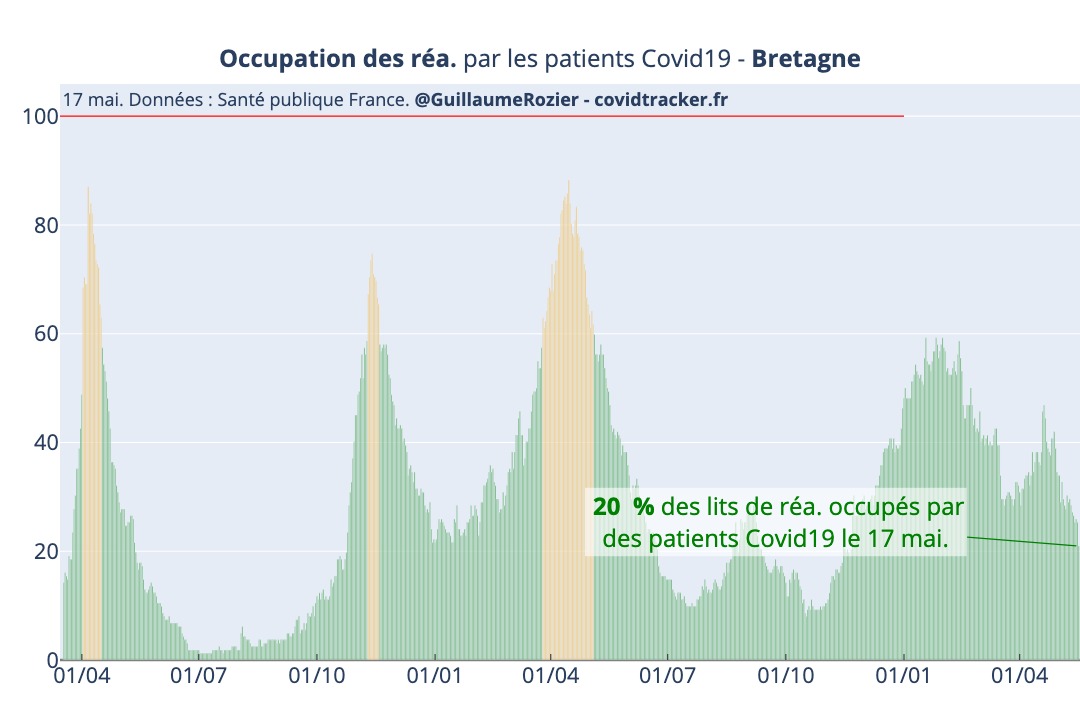 Occupation des réa. par les patients Covid19 - Bretagne
17 mai. Données : Santé publique France. @GuillaumeRozier - covidtracker.fr
100
80
60
40
20
0
20 % des lits de réa. occupés par
des patients Covid19 le 17 mai.
01/04 01/07 01/10 01/01 01/04 01/07 01/10 01/01 01/04